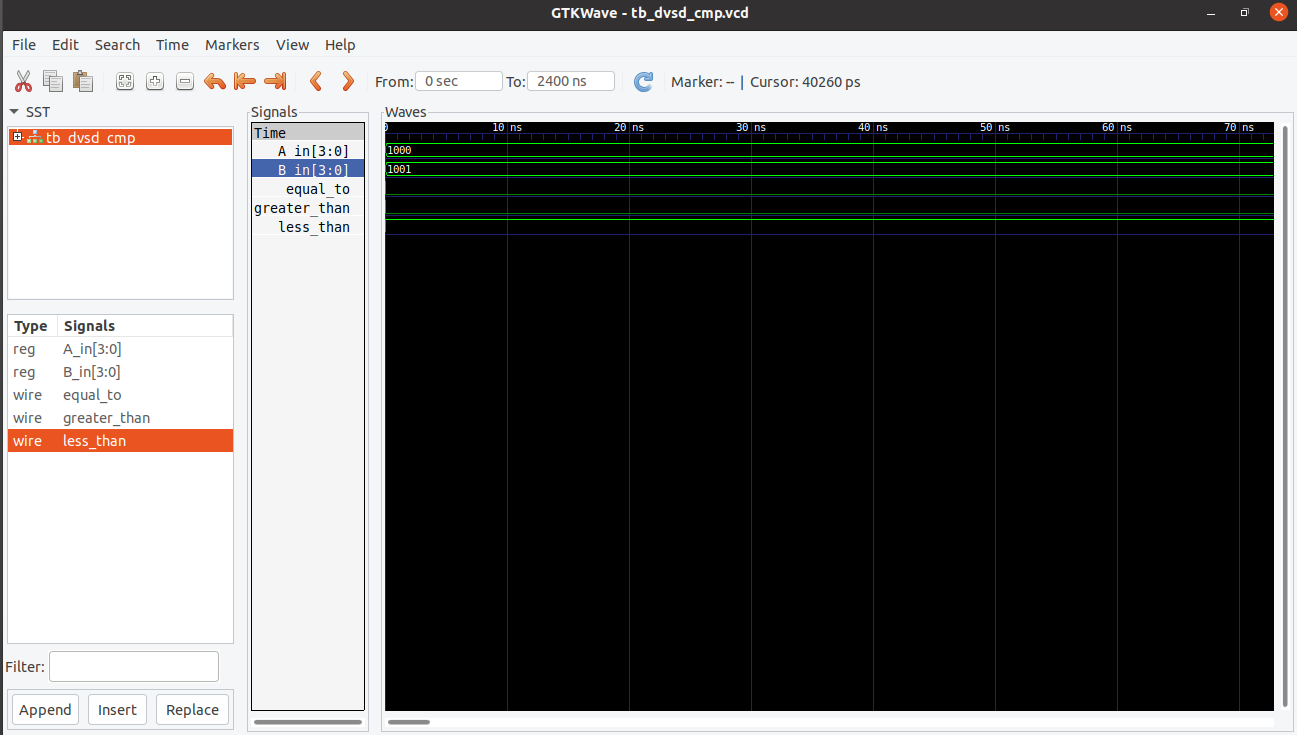 GTKWave - tb_dvsd_cmp.vcd
File Edit Search Time Markers View Help
From: 0 sec To: 2400 ns Marker: -- | Cursor: 40260 ps
SST
tb_dvsd_cmp
Type Signals
reg A_in[3:0]
reg B_in[3:0]
wire equal_to
wire greater_than
wire less_than
Filter:
Append Insert Replace
Signals
Time
A_in[3:0]
B_in[3:0]
equal_to
greater_than
less_than
Waves
0 10 ns 20 ns 30 ns 40 ns 50 ns 60 ns 70 ns
1000
1001